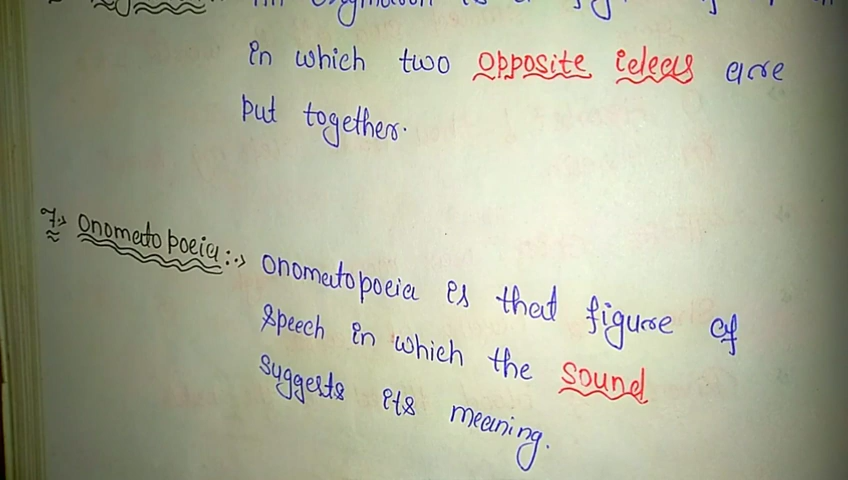 in which two opposite ideas are
put together.
7:> Onomatopoeia:-> Onomatopoeia is that figure of
speech in which the sound
suggests its meaning.